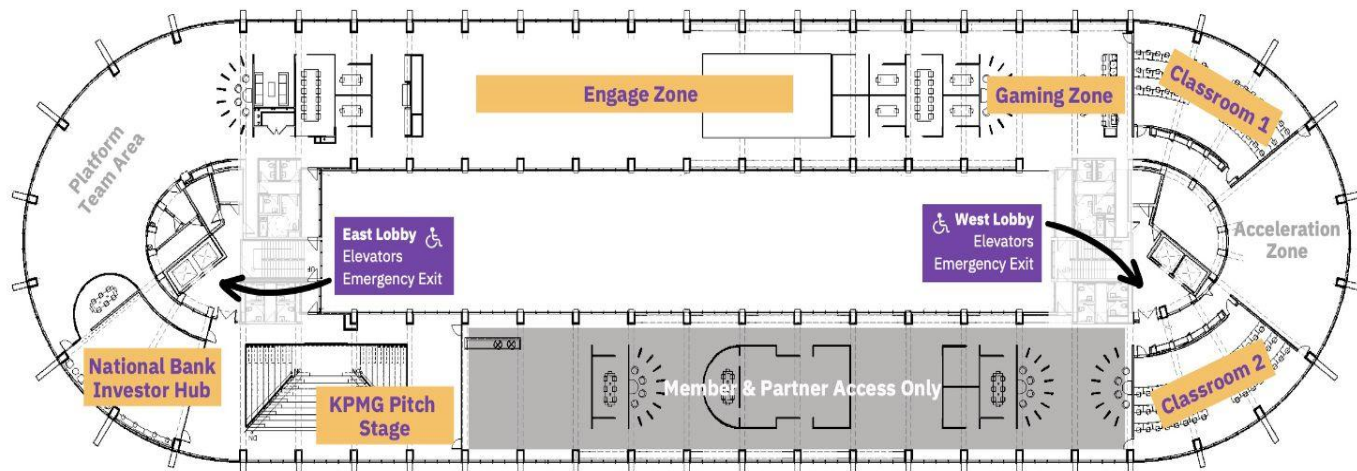 Engage Zone
Gaming Zone
Classroom 1
Platform
Team Area
East Lobby
Elevators
Emergency Exit
West Lobby
Elevators
Emergency Exit
Acceleration
Zone
National Bank
Investor Hub
KPMG Pitch
Stage
Member & Partner Access Only
Classroom 2